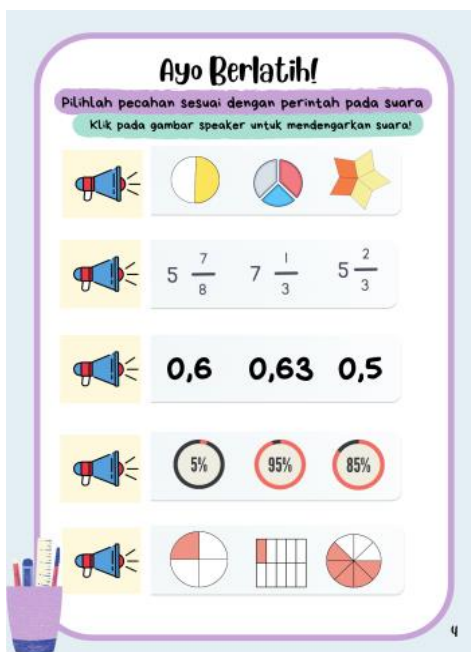 Ayo Berlatih!
Pilihlah pecahan sesuai dengan perintah pada suara
Klik pada gambar speaker untuk mendengarkan suara!
5 7/8 7 1/3 5 2/3
0,6 0,63 0,5
5% 95% 85%
4